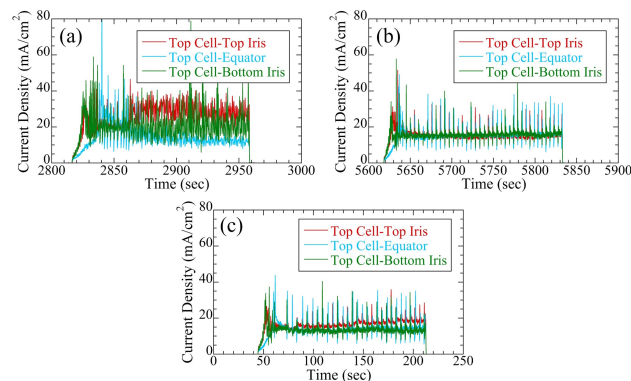 80
60
40
20
0
Current Density (mA/cm²)
(a)
Top Cell-Top Iris
Top Cell-Equator
Top Cell-Bottom Iris
2800 2850 2900 2950 3000
Time (sec)
80
60
40
20
0
Current Density (mA/cm²)
(b)
Top Cell-Top Iris
Top Cell-Equator
Top Cell-Bottom Iris
5600 5650 5700 5750 5800 5850 5900
Time (sec)
80
60
40
20
0
Current Density (mA/cm²)
(c)
Top Cell-Top Iris
Top Cell-Equator
Top Cell-Bottom Iris
0 50 100 150 200 250
Time (sec)